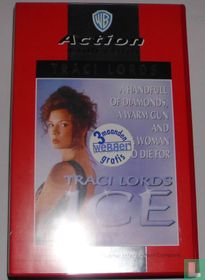 WB
Action
TRACI LORDS
A HANDFULL
OF DIAMONDS,
A WARM GUN
AND
WOMAN
O DIE FOR
3 maanden
webber
gratis
TRACI LORDS
ICE